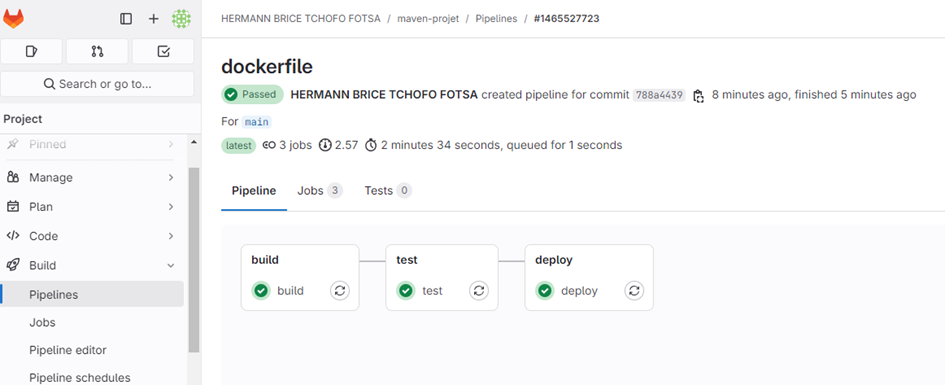 HERMANN BRICE TCHOFO FOTSA / maven-projet / Pipelines / #1465527723
Search or go to...
Project
Pinned
Manage
Plan
Code
Build
Pipelines
Jobs
Pipeline editor
Pipeline schedules
dockerfile
Passed HERMANN BRICE TCHOFO FOTSA created pipeline for commit 788a4439 8 minutes ago, finished 5 minutes ago
For main
latest 3 jobs 2.57 2 minutes 34 seconds, queued for 1 seconds
Pipeline Jobs 3 Tests 0
build test deploy
build test deploy